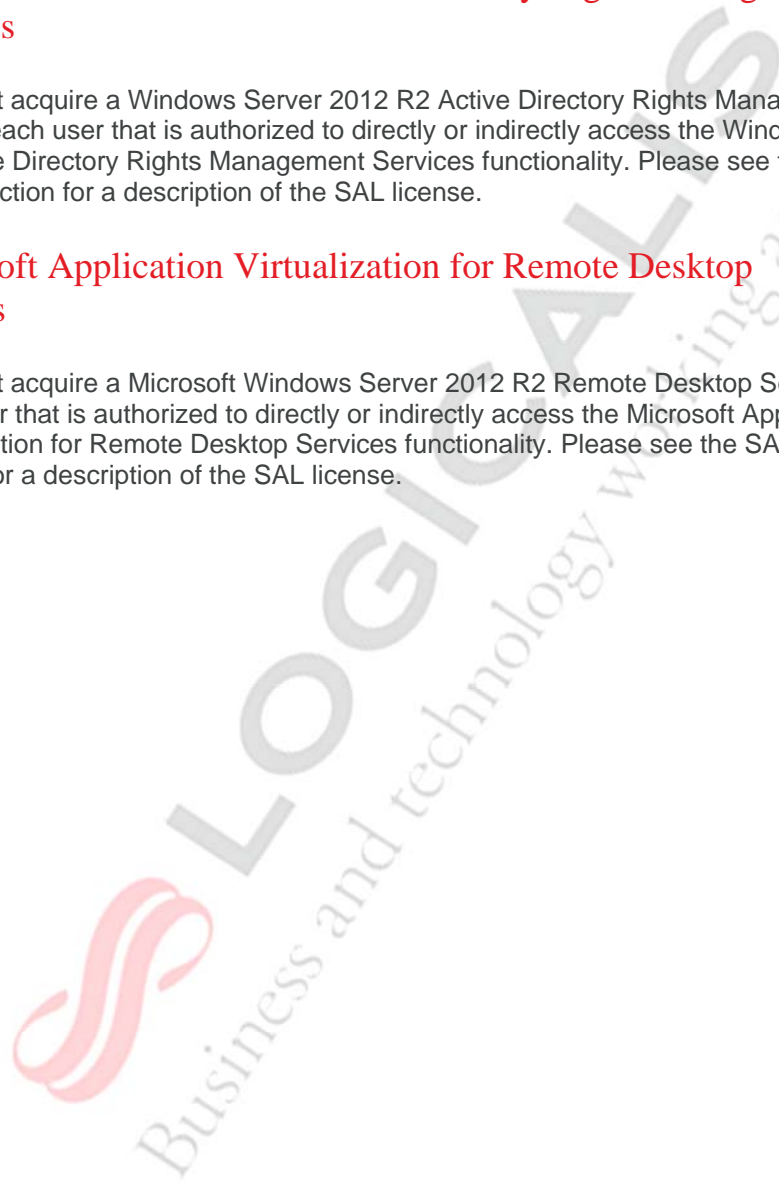 s
t acquire a Windows Server 2012 R2 Active Directory Rights Mana
each user that is authorized to directly or indirectly access the Wind
e Directory Rights Management Services functionality. Please see t
ction for a description of the SAL license.
oft Application Virtualization for Remote Desktop
s
t acquire a Microsoft Windows Server 2012 R2 Remote Desktop Se
r that is authorized to directly or indirectly access the Microsoft App
tion for Remote Desktop Services functionality. Please see the SA
or a description of the SAL license.
LOGICALIS
Business and technology working a